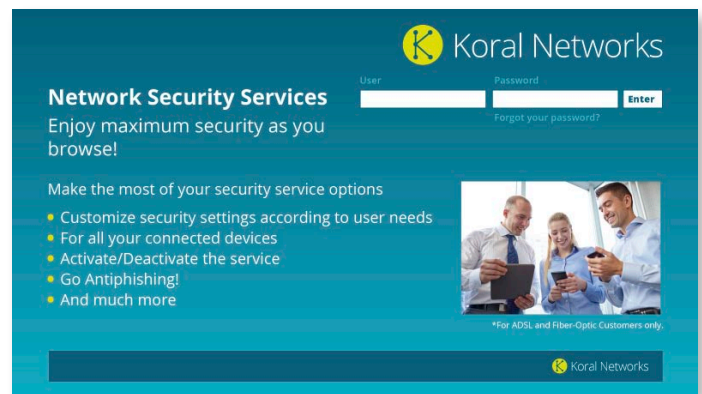 Koral Networks
User
Password
Enter
Forgot your password?
Network Security Services
Enjoy maximum security as you
browse!
Make the most of your security service options
Customize security settings according to user needs
For all your connected devices
Activate/Deactivate the service
Go Antiphishing!
And much more
*For ADSL and Fiber-Optic Customers only.
Koral Networks